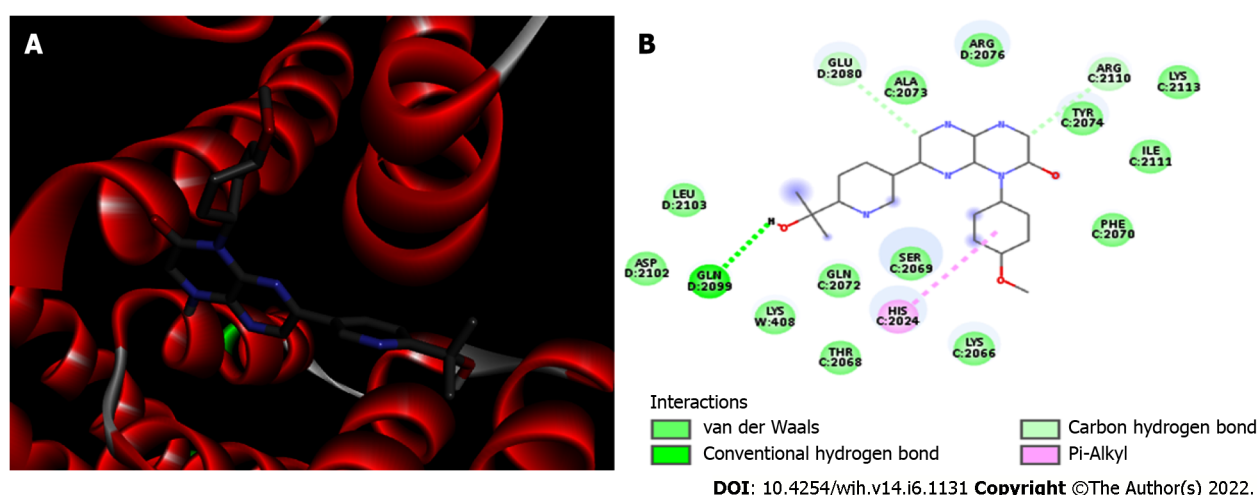 A
B
ARG
D:2076
GLU
D:2080
ARG
C:2110
ALA
C:2073
LYS
C:2113
TYR
C:2074
N
N
ILE
C:2111
N
N
O
LEU
D:2103
N
H
O
PHE
C:2070
SER
C:2069
ASP
D:2102
GLN
D:2099
GLN
C:2072
O
LYS
W:408
HIS
C:2024
LYS
C:2066
THR
C:2068
Interactions
van der Waals
Conventional hydrogen bond
Carbon hydrogen bond
Pi-Alkyl
DOI: 10.4254/wjh.v14.i6.1131 Copyright ©The Author(s) 2022.